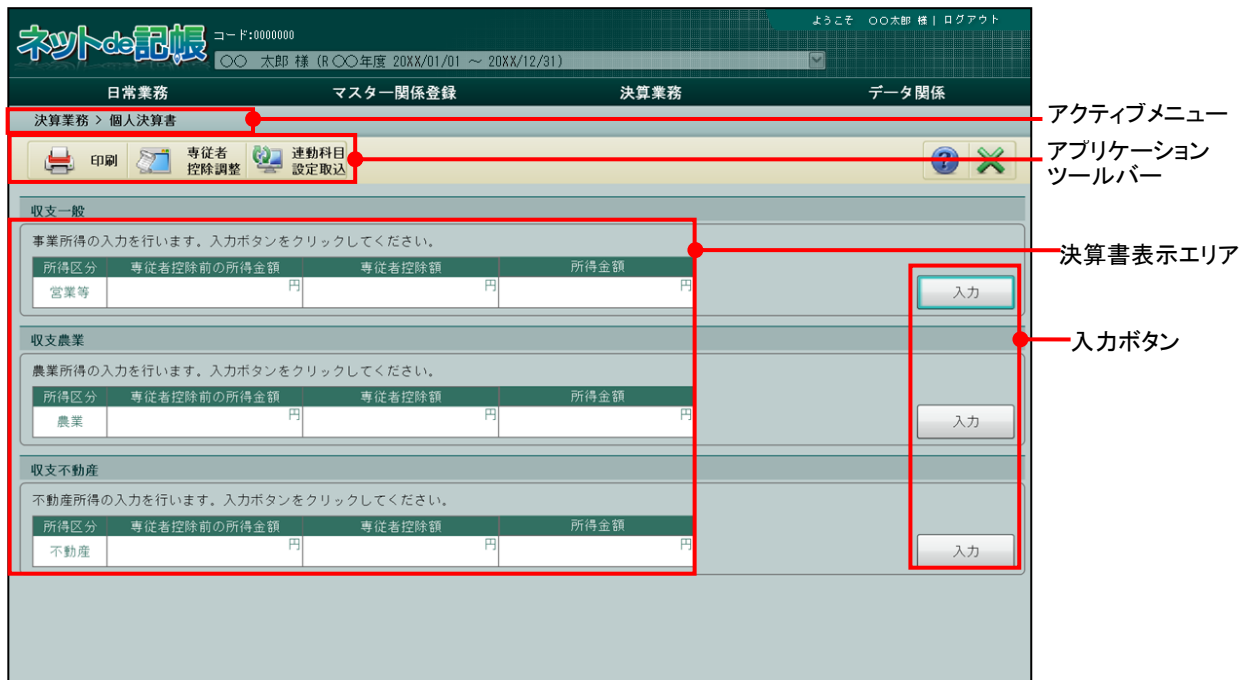 ようこそ　〇〇太郎 様 | ログアウト
ネットde記帳
コード:0000000
〇〇　太郎 様 (R〇〇年度 20XX/01/01 ～ 20XX/12/31)
日常業務　マスター関係登録　決算業務　データ関係
決算業務 > 個人決算書
アクティブメニュー
印刷　専従者　連動科目
控除調整　設定取込
アプリケーション
ツールバー
収支一般
事業所得の入力を行います。入力ボタンをクリックしてください。
決算書表示エリア
所得区分　専従者控除前の所得金額　専従者控除額　所得金額
営業等　円　円　円　入力
収支農業
入力ボタン
農業所得の入力を行います。入力ボタンをクリックしてください。
所得区分　専従者控除前の所得金額　専従者控除額　所得金額
農業　円　円　円　入力
収支不動産
不動産所得の入力を行います。入力ボタンをクリックしてください。
所得区分　専従者控除前の所得金額　専従者控除額　所得金額
不動産　円　円　円　入力